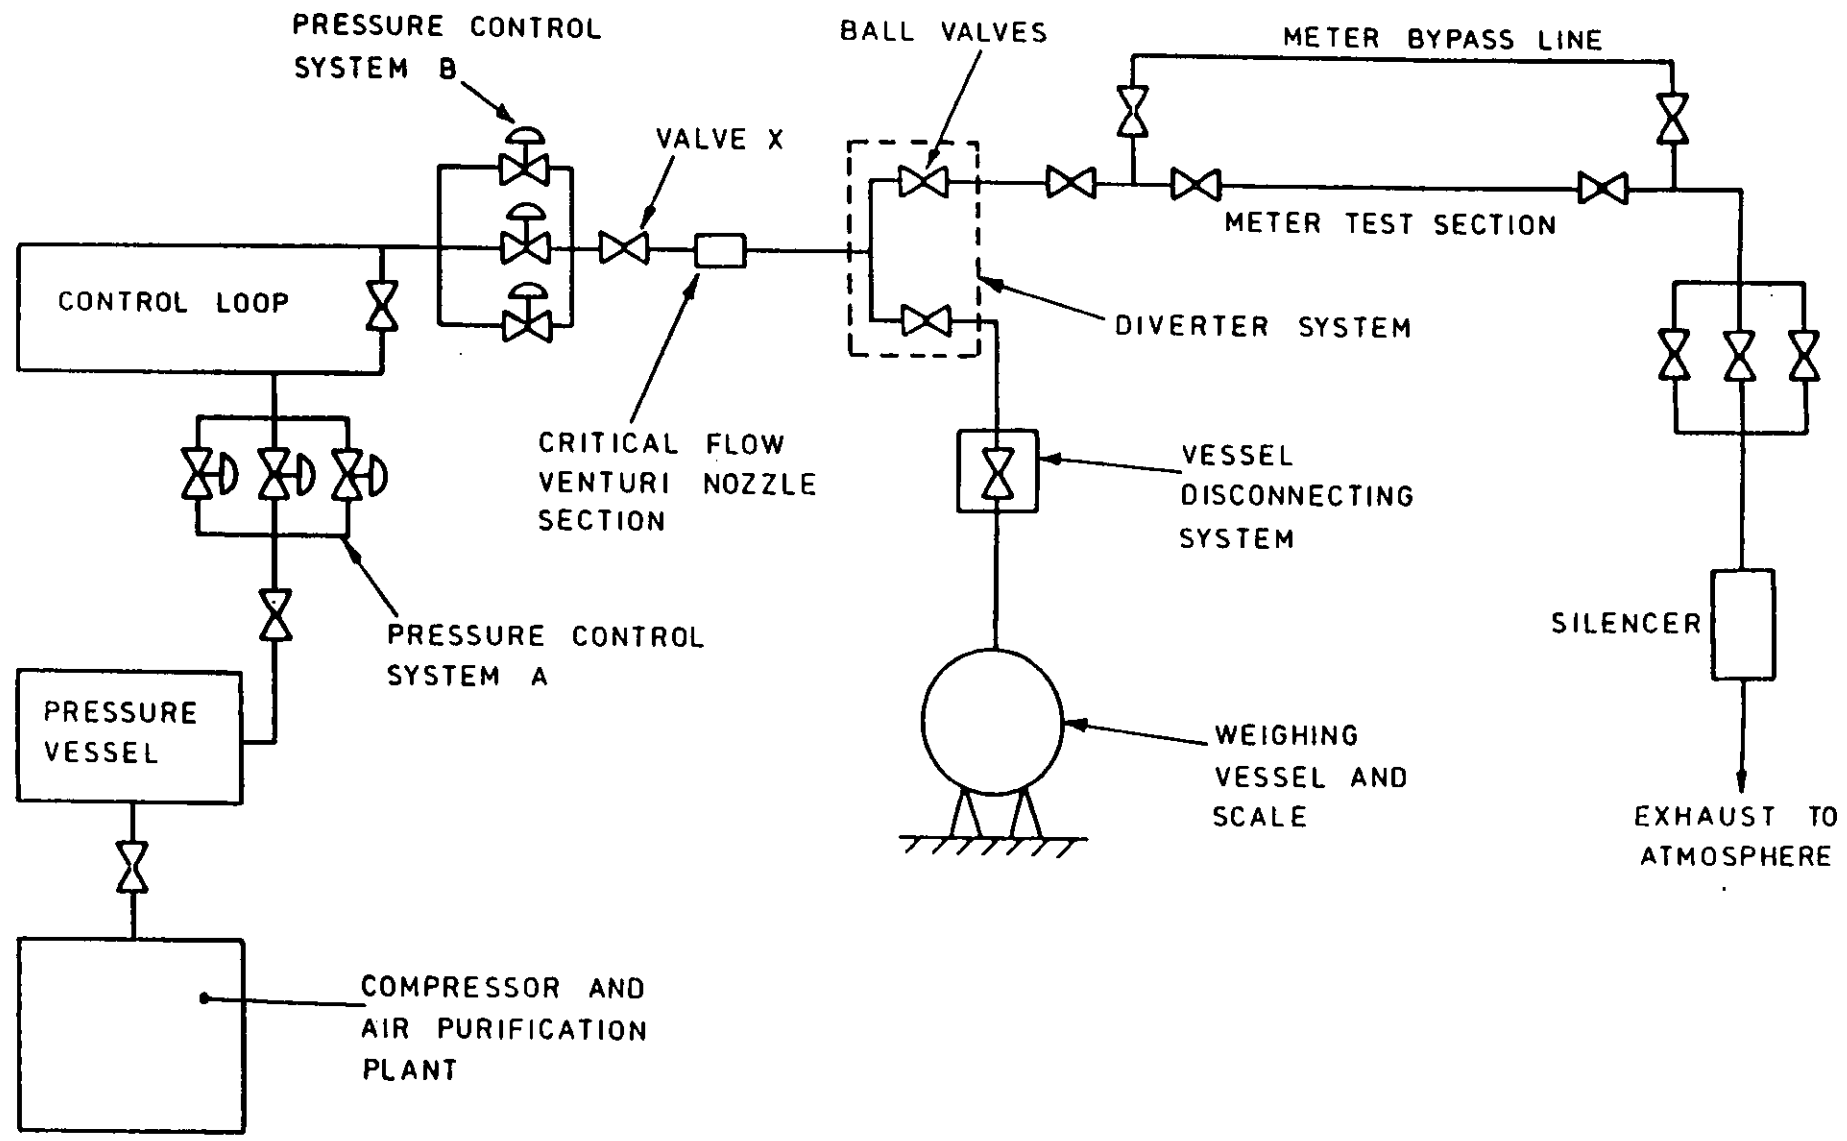 PRESSURE CONTROL
SYSTEM B
BALL VALVES
METER BYPASS LINE
VALVE X
METER TEST SECTION
CONTROL LOOP
DIVERTER SYSTEM
CRITICAL FLOW
VENTURI NOZZLE
SECTION
VESSEL
DISCONNECTING
SYSTEM
PRESSURE CONTROL
SYSTEM A
SILENCER
PRESSURE
VESSEL
WEIGHING
VESSEL AND
SCALE
EXHAUST TO
ATMOSPHERE
COMPRESSOR AND
AIR PURIFICATION
PLANT